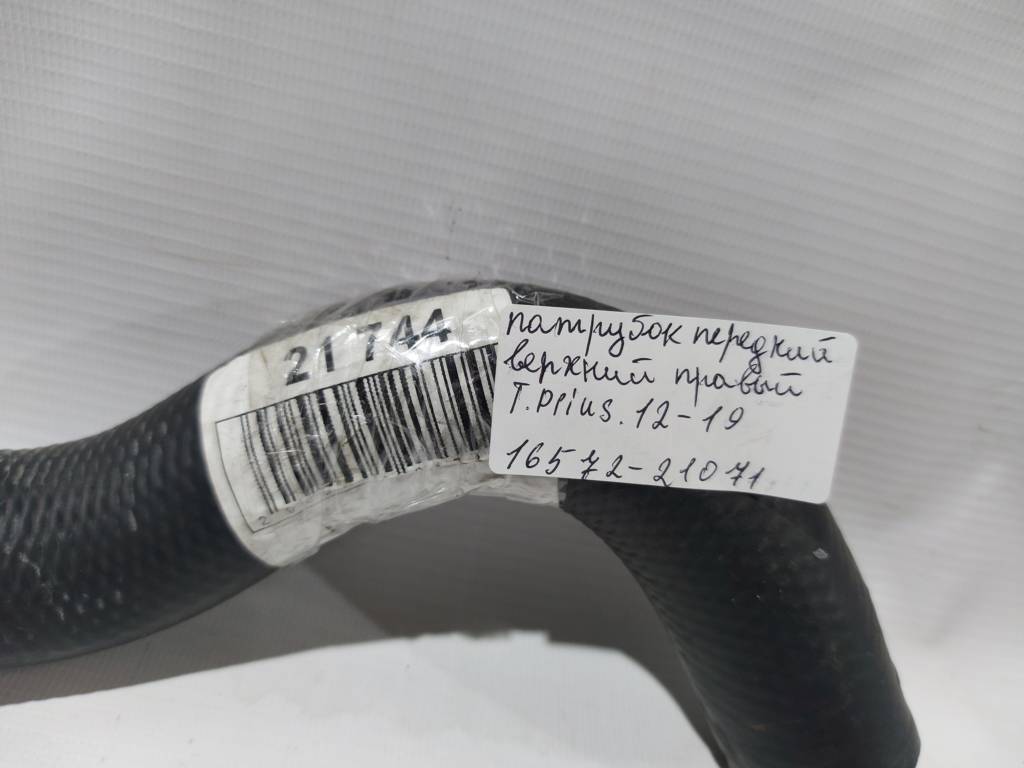 21 744
патрубок передний
верхний правый
T.Prius.12-19
16572-21071